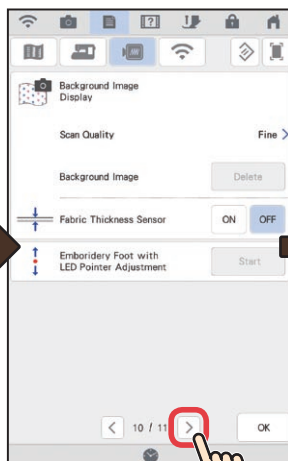 Background Image
Display
Scan Quality
Fine >
Background Image
Delete
Fabric Thickness Sensor
ON
OFF
Emboridery Foot with
LED Pointer Adjustment
Start
< 10 / 11 >
OK